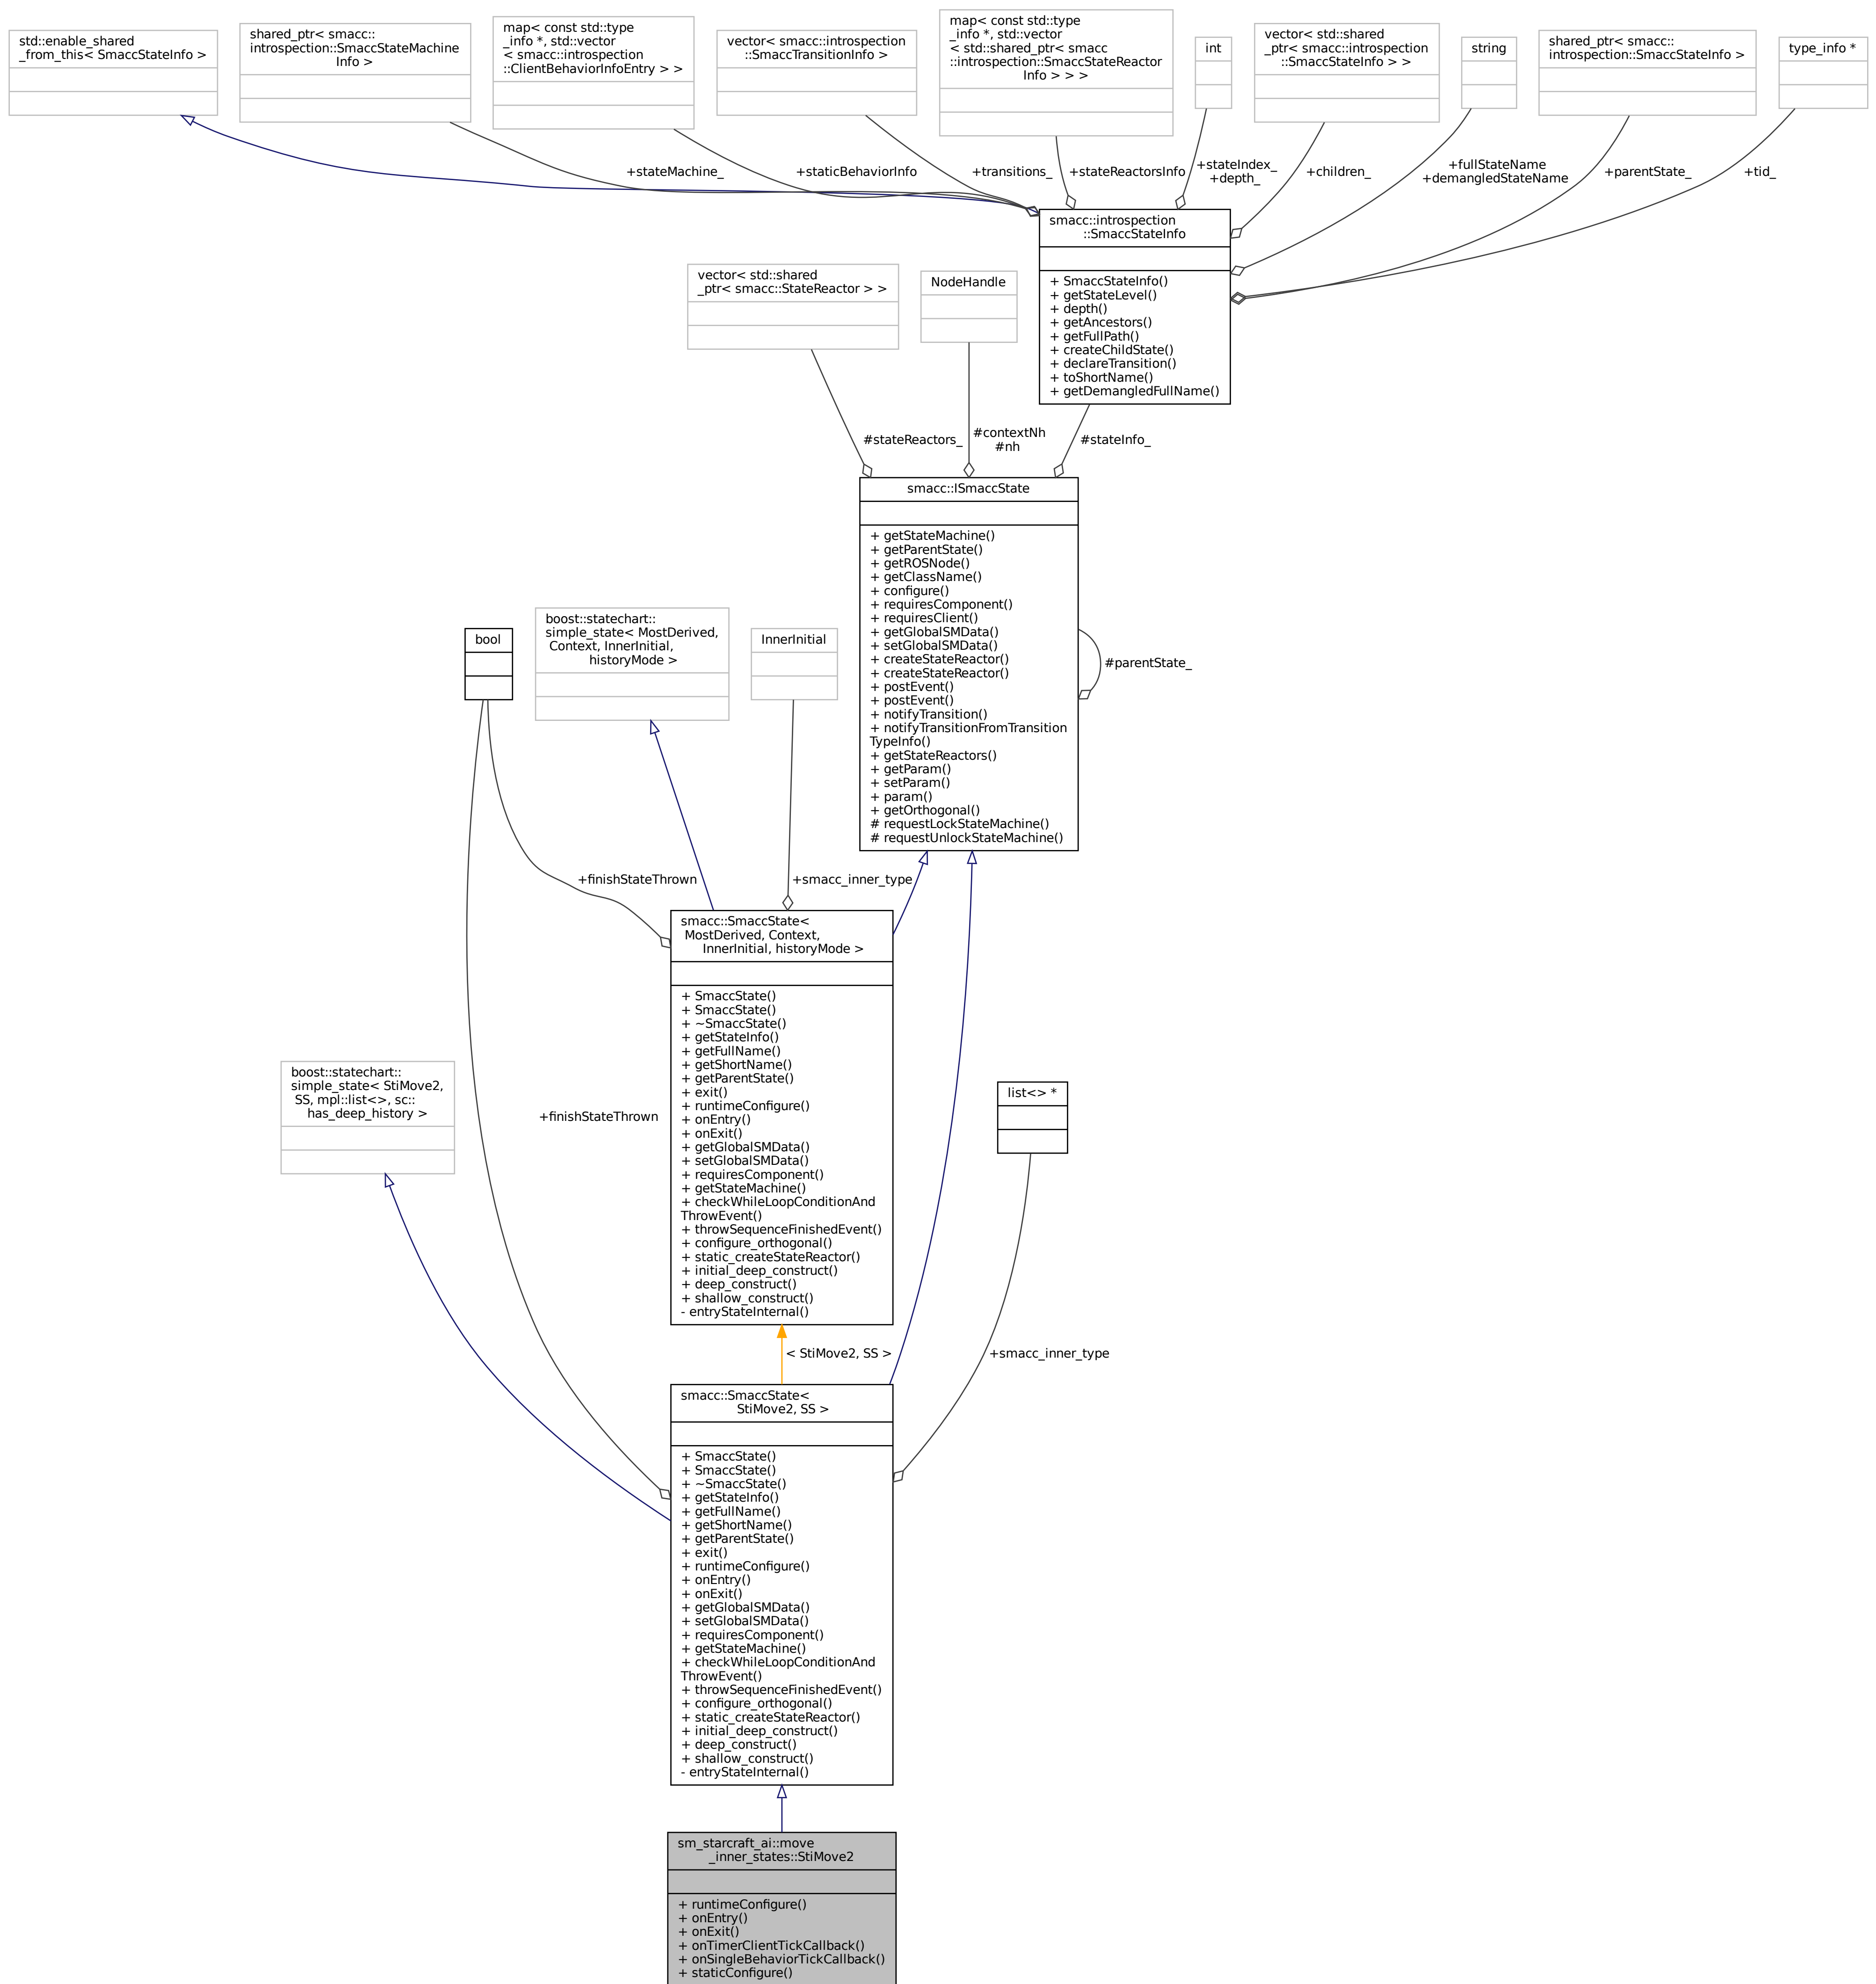 std::enable_shared
_from_this< SmaccStateInfo >
shared_ptr< smacc::
introspection::SmaccStateMachine
Info >
map< const std::type
_info *, std::vector
< smacc::introspection
::ClientBehaviorInfoEntry > >
vector< smacc::introspection
::SmaccTransitionInfo >
map< const std::type
_info *, std::vector
< std::shared_ptr< smacc
::introspection::SmaccStateReactor
Info > > >
int
vector< std::shared
_ptr< smacc::introspection
::SmaccStateInfo > >
string
shared_ptr< smacc::
introspection::SmaccStateInfo >
type_info *
+stateMachine_
+staticBehaviorInfo
+transitions_
+stateReactorsInfo
+stateIndex_
+depth_
+children_
+fullStateName
+demangledStateName
+parentState_
+tid_
smacc::introspection
::SmaccStateInfo
+ SmaccStateInfo()
+ getStateLevel()
+ depth()
+ getAncestors()
+ getFullPath()
+ createChildState()
+ declareTransition()
+ toShortName()
+ getDemangledFullName()
vector< std::shared
_ptr< smacc::StateReactor > >
NodeHandle
#stateReactors_
#contextNh
#nh
#stateInfo_
smacc::ISmaccState
+ getStateMachine()
+ getParentState()
+ getROSNode()
+ getClassName()
+ configure()
+ requiresComponent()
+ requiresClient()
+ getGlobalSMData()
+ setGlobalSMData()
+ createStateReactor()
+ createStateReactor()
+ postEvent()
+ postEvent()
+ notifyTransition()
+ notifyTransitionFromTransition
TypeInfo()
+ getStateReactors()
+ getParam()
+ setParam()
+ param()
+ getOrthogonal()
# requestLockStateMachine()
# requestUnlockStateMachine()
#parentState_
bool
boost::statechart::
simple_state< MostDerived,
Context, InnerInitial,
historyMode >
InnerInitial
+finishStateThrown
+smacc_inner_type
smacc::SmaccState<
MostDerived, Context,
InnerInitial, historyMode >
+ SmaccState()
+ SmaccState()
+ ~SmaccState()
+ getStateInfo()
+ getFullName()
+ getShortName()
+ getParentState()
+ exit()
+ runtimeConfigure()
+ onEntry()
+ onExit()
+ getGlobalSMData()
+ setGlobalSMData()
+ requiresComponent()
+ getStateMachine()
+ checkWhileLoopConditionAnd
ThrowEvent()
+ throwSequenceFinishedEvent()
+ configure_orthogonal()
+ static_createStateReactor()
+ initial_deep_construct()
+ deep_construct()
+ shallow_construct()
- entryStateInternal()
boost::statechart::
simple_state< StiMove2,
SS, mpl::list<>, sc::
has_deep_history >
+finishStateThrown
list<> *
< StiMove2, SS >
+smacc_inner_type
smacc::SmaccState<
StiMove2, SS >
+ SmaccState()
+ SmaccState()
+ ~SmaccState()
+ getStateInfo()
+ getFullName()
+ getShortName()
+ getParentState()
+ exit()
+ runtimeConfigure()
+ onEntry()
+ onExit()
+ getGlobalSMData()
+ setGlobalSMData()
+ requiresComponent()
+ getStateMachine()
+ checkWhileLoopConditionAnd
ThrowEvent()
+ throwSequenceFinishedEvent()
+ configure_orthogonal()
+ static_createStateReactor()
+ initial_deep_construct()
+ deep_construct()
+ shallow_construct()
- entryStateInternal()
sm_starcraft_ai::move
_inner_states::StiMove2
+ runtimeConfigure()
+ onEntry()
+ onExit()
+ onTimerClientTickCallback()
+ onSingleBehaviorTickCallback()
+ staticConfigure()